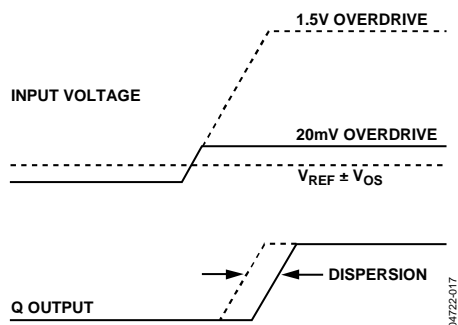 1.5V OVERDRIVE
INPUT VOLTAGE
20mV OVERDRIVE
VREF ± VOS
DISPERSION
Q OUTPUT
04722-017